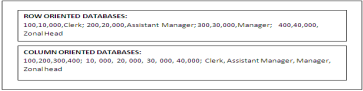 ROW ORIENTED DATABASES:
100,10,000,Clerk; 200,20,000,Assistant Manager; 300,30,000,Manager; 400,40,000,
Zonal Head
COLUMN ORIENTED DATABASES:
100,200,300,400; 10, 000, 20, 000, 30, 000, 40,000; Clerk, Assistant Manager, Manager,
Zonal head